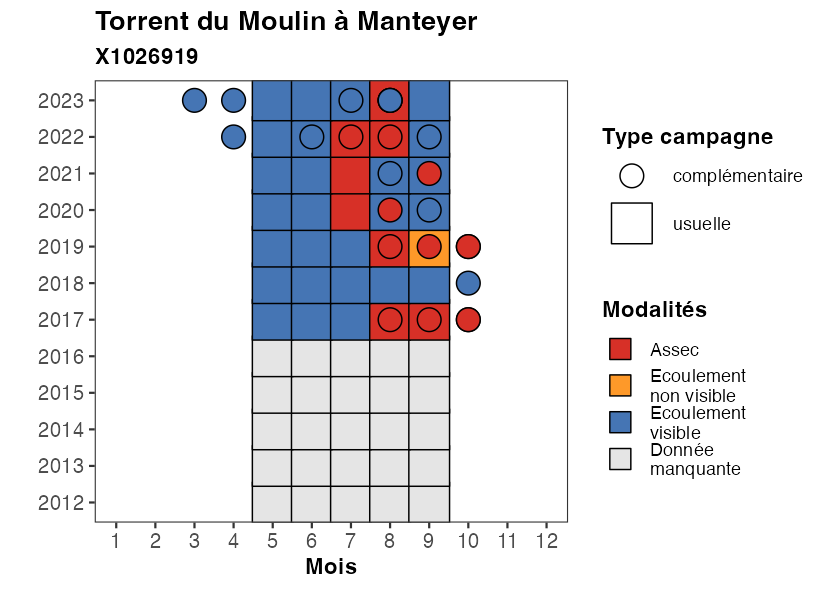 Torrent du Moulin à Manteyer
X1026919
2023
2022
2021
2020
2019
2018
2017
2016
2015
2014
2013
2012
1 2 3 4 5 6 7 8 9 10 11 12
Mois
Type campagne
complémentaire
usuelle
Modalités
Assec
Ecoulement
non visible
Ecoulement
visible
Donnée
manquante